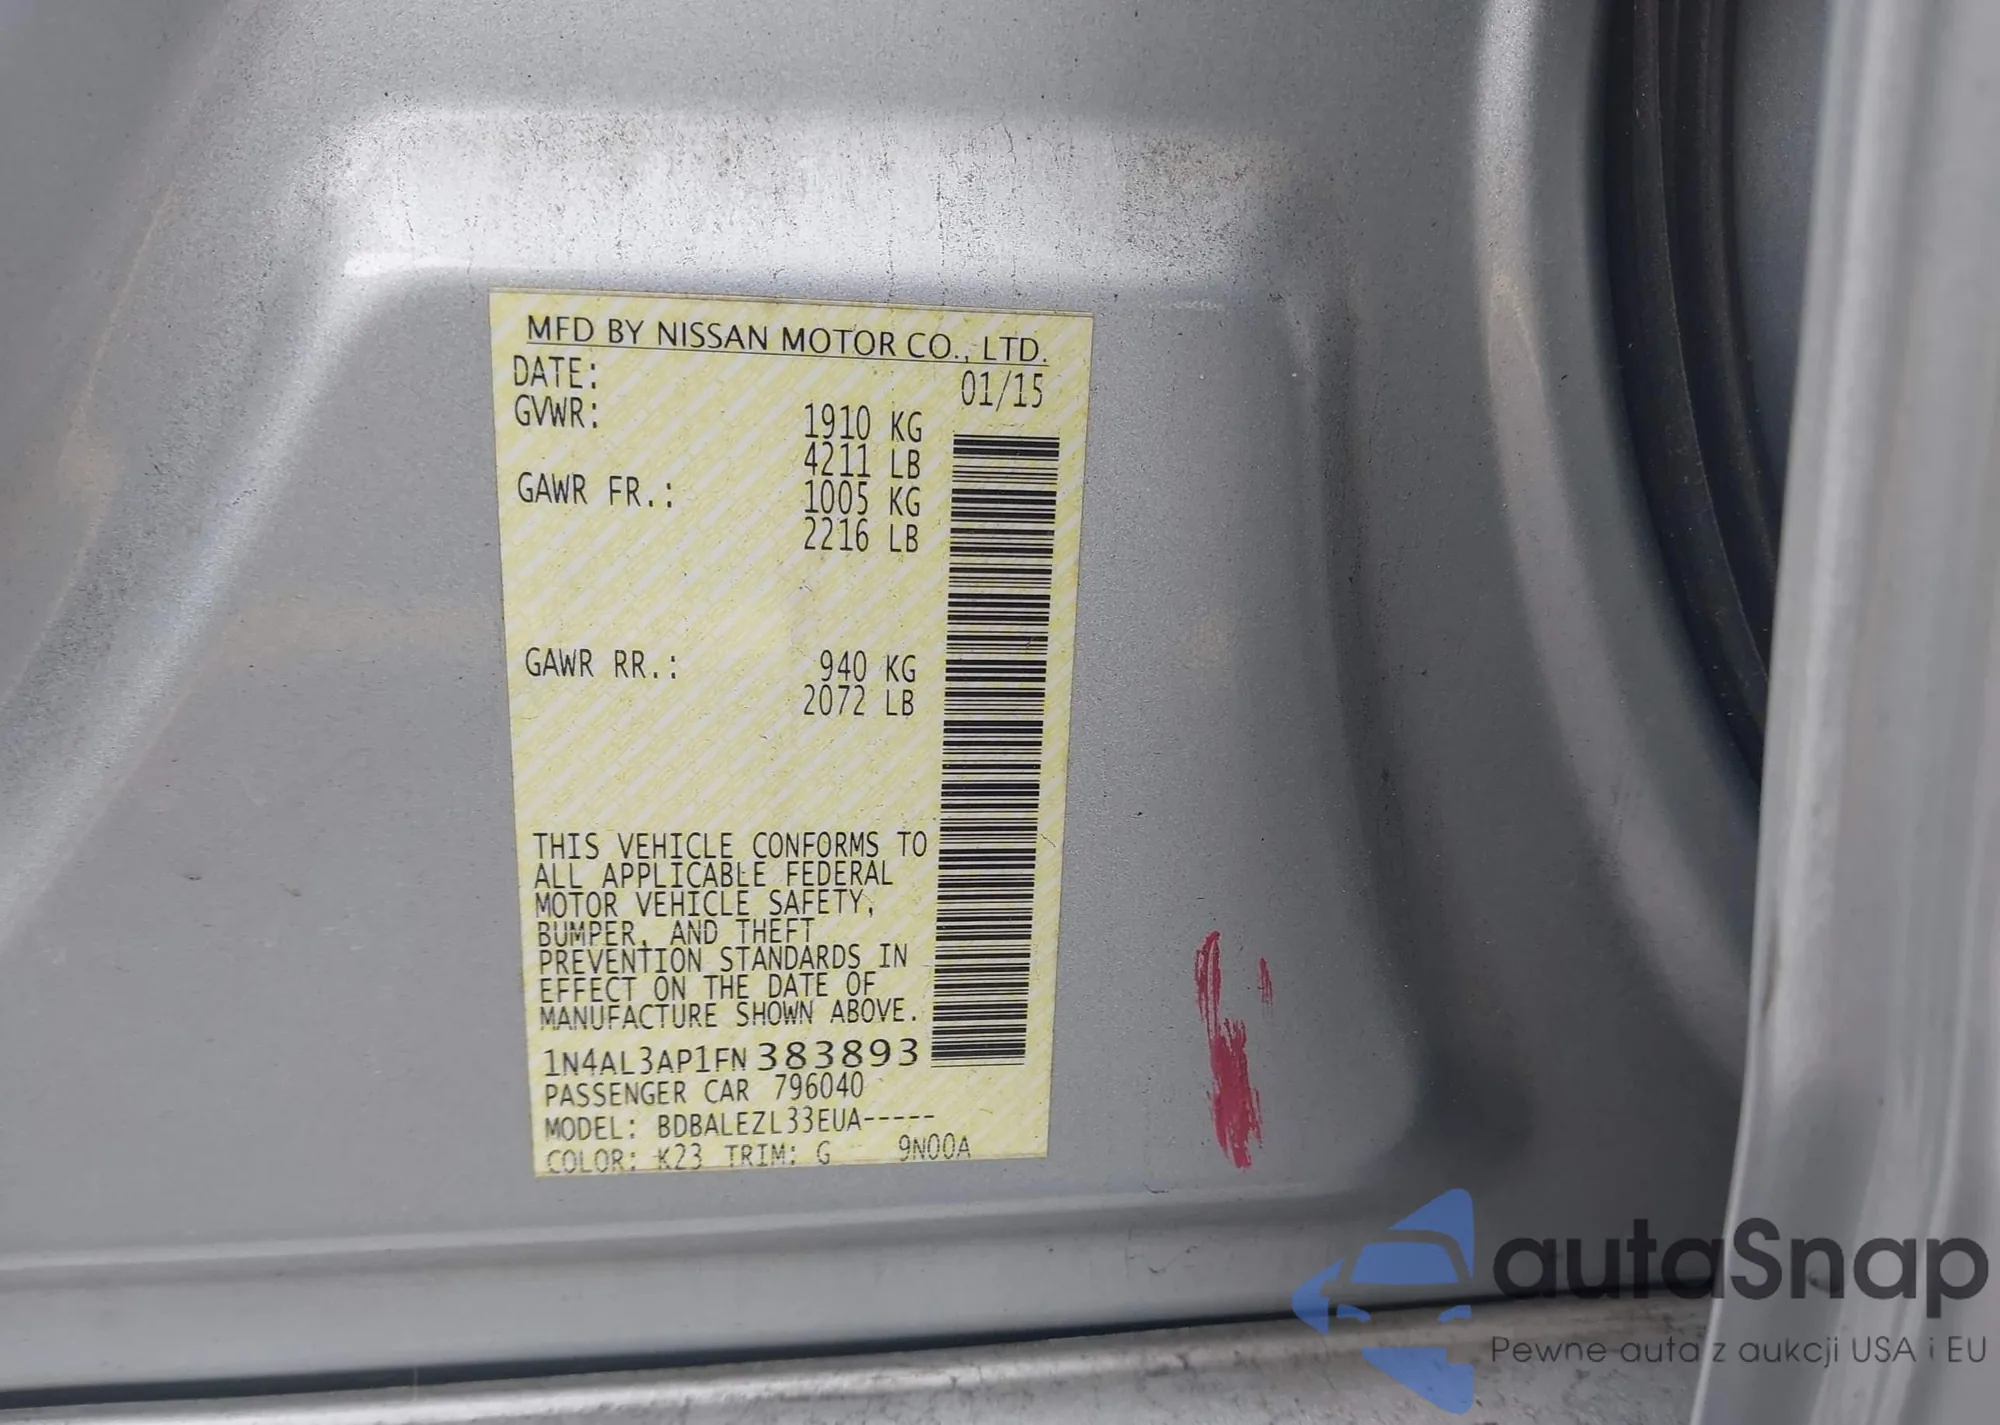 MFD BY NISSAN MOTOR CO., LTD.
DATE: 01/15
GVWR: 1910 KG
4211 LB
GAWR FR.: 1005 KG
2216 LB
GAWR RR.: 940 KG
2072 LB
THIS VEHICLE CONFORMS TO
ALL APPLICABLE FEDERAL
MOTOR VEHICLE SAFETY,
BUMPER, AND THEFT
PREVENTION STANDARDS IN
EFFECT ON THE DATE OF
MANUFACTURE SHOWN ABOVE.
1N4AL3AP1FN383893
PASSENGER CAR 796040
MODEL: BDBALEZL33EUA-----
COLOR: K23 TRIM: G 9N00A
autaSnap
Pewne auta z aukcji USA i EU